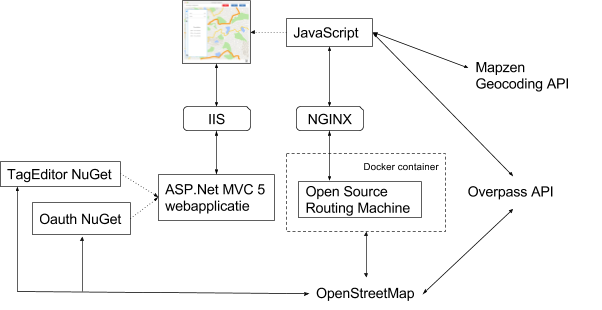 JavaScript
Mapzen
Geocoding API
IIS
NGINX
Docker container
TagEditor NuGet
ASP.Net MVC 5
webapplicatie
Open Source
Routing Machine
Overpass API
Oauth NuGet
OpenStreetMap